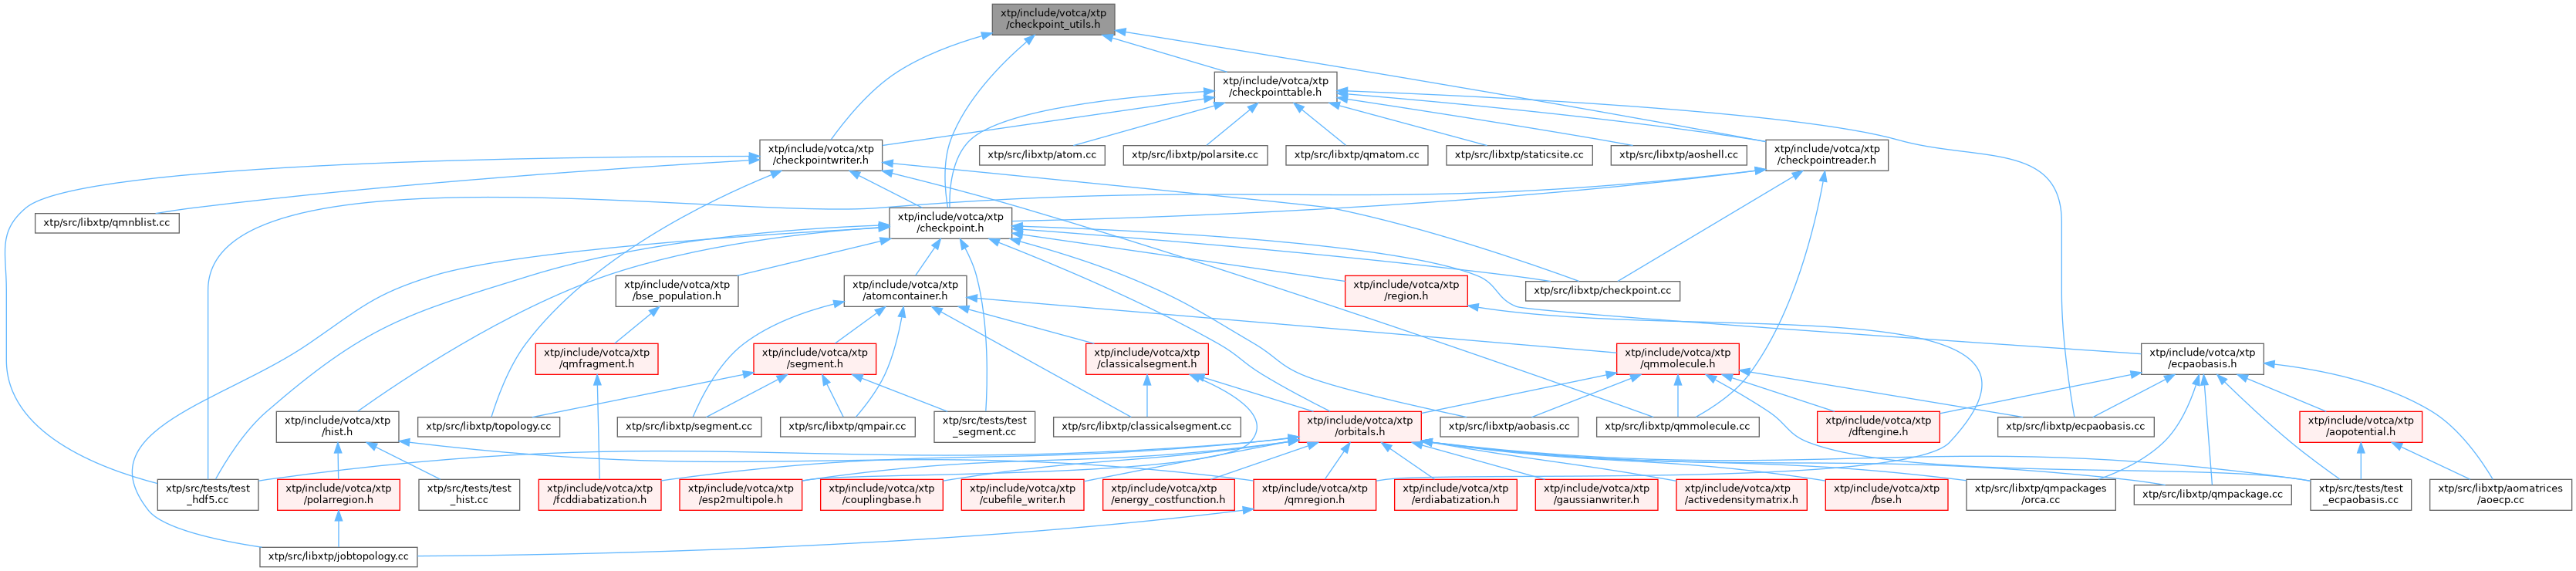 xtp/include/votca/xtp
/checkpoint_utils.h
xtp/include/votca/xtp
/checkpointtable.h
xtp/include/votca/xtp
/checkpointwriter.h
xtp/src/libxtp/atom.cc
xtp/src/libxtp/polarsite.cc
xtp/src/libxtp/qmatom.cc
xtp/src/libxtp/staticsite.cc
xtp/src/libxtp/aoshell.cc
xtp/include/votca/xtp
/checkpointreader.h
xtp/src/libxtp/qmnblist.cc
xtp/include/votca/xtp
/checkpoint.h
xtp/include/votca/xtp
/bse_population.h
xtp/include/votca/xtp
/atomcontainer.h
xtp/include/votca/xtp
/region.h
xtp/src/libxtp/checkpoint.cc
xtp/include/votca/xtp
/qmfragment.h
xtp/include/votca/xtp
/segment.h
xtp/include/votca/xtp
/classicalsegment.h
xtp/include/votca/xtp
/qmmolecule.h
xtp/include/votca/xtp
/ecpaobasis.h
xtp/include/votca/xtp
/hist.h
xtp/src/libxtp/topology.cc
xtp/src/libxtp/segment.cc
xtp/src/libxtp/qmpair.cc
xtp/src/tests/test
_segment.cc
xtp/src/libxtp/classicalsegment.cc
xtp/include/votca/xtp
/orbitals.h
xtp/src/libxtp/aobasis.cc
xtp/src/libxtp/qmmolecule.cc
xtp/include/votca/xtp
/dftengine.h
xtp/src/libxtp/ecpaobasis.cc
xtp/include/votca/xtp
/aopotential.h
xtp/src/tests/test
_hdf5.cc
xtp/include/votca/xtp
/polarregion.h
xtp/src/tests/test
_hist.cc
xtp/include/votca/xtp
/fcddiabatization.h
xtp/include/votca/xtp
/esp2multipole.h
xtp/include/votca/xtp
/couplingbase.h
xtp/include/votca/xtp
/cubefile_writer.h
xtp/include/votca/xtp
/energy_costfunction.h
xtp/include/votca/xtp
/qmregion.h
xtp/include/votca/xtp
/erdiabatization.h
xtp/include/votca/xtp
/gaussianwriter.h
xtp/include/votca/xtp
/activedensitymatrix.h
xtp/include/votca/xtp
/bse.h
xtp/src/libxtp/qmpackages
/orca.cc
xtp/src/libxtp/qmpackage.cc
xtp/src/tests/test
_ecpaobasis.cc
xtp/src/libxtp/aomatrices
/aoecp.cc
xtp/src/libxtp/jobtopology.cc